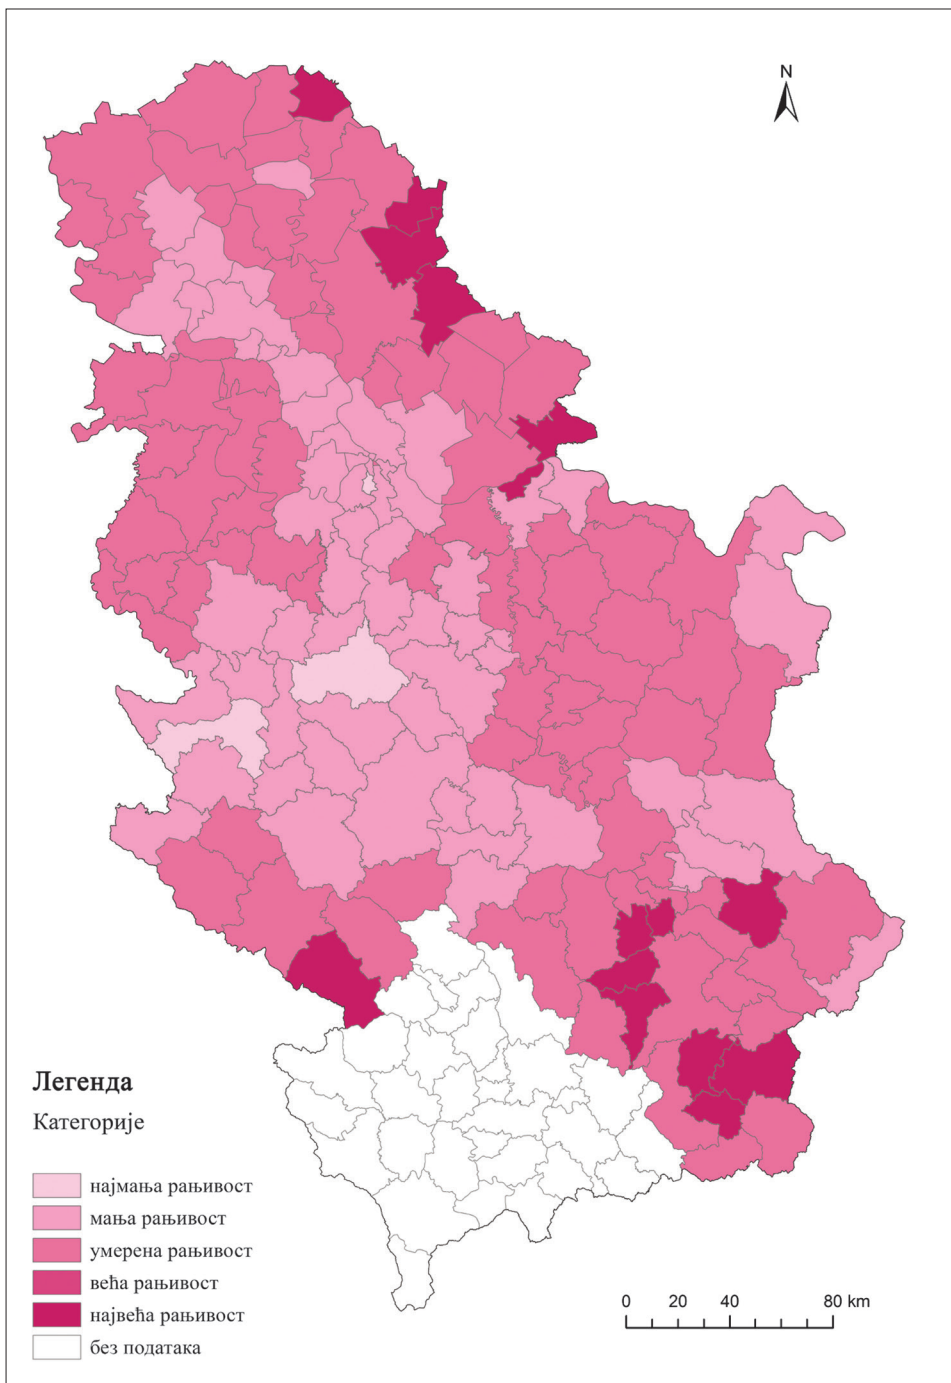 N
Легенда
Категорије
најмања рањивост
мања рањивост
умерена рањивост
већа рањивост
највећа рањивост
без података
0 20 40 80 km